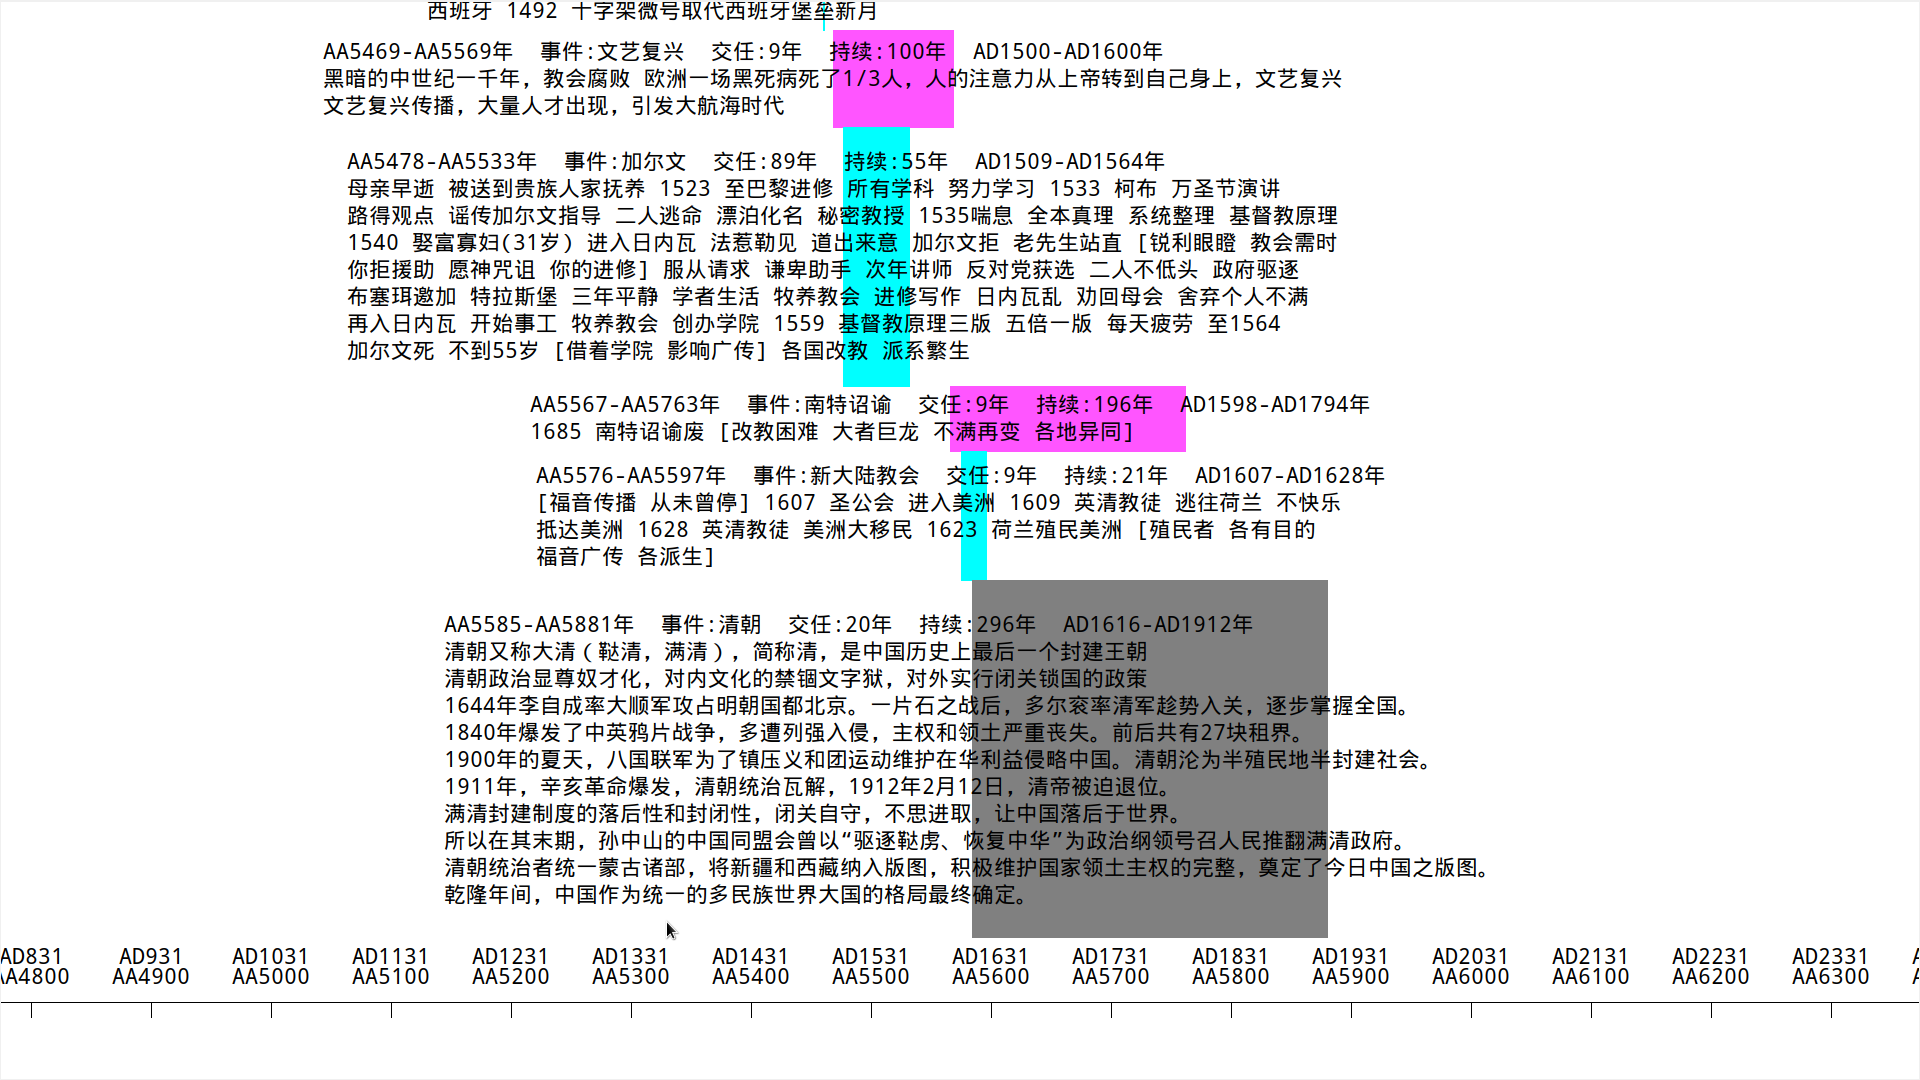 西班牙 1492 十字架徽号取代西班牙堡垒新月
AA5469-AA5569年 事件:文艺复兴 交任:9年 持续:100年 AD1500-AD1600年
黑暗的中世纪一千年，教会腐败 欧洲一场黑死病死了1/3人，人的注意力从上帝转到自己身上，文艺复兴
文艺复兴传播，大量人才出现，引发大航海时代
AA5478-AA5533年 事件:加尔文 交任:89年 持续:55年 AD1509-AD1564年
母亲早逝 被送到贵族人家抚养 1523 至巴黎进修 所有学科 努力学习 1533 柯布 万圣节演讲
路得观点 谣传加尔文指导 二人逃命 漂泊化名 秘密教授 1535喘息 全本真理 系统整理 基督教原理
1540 娶富寡妇(31岁) 进入日内瓦 法惹勒见 道出来意 加尔文拒 老先生站直 [锐利眼瞪 教会需时
你拒援助 愿神咒诅 你的进修] 服从请求 谦卑助手 次年讲师 反对党获选 二人不低头 政府驱逐
布塞珥邀加 特拉斯堡 三年平静 学者生活 牧养教会 进修写作 日内瓦乱 劝回母会 舍弃个人不满
再入日内瓦 开始事工 牧养教会 创办学院 1559 基督教原理三版 五倍一版 每天疲劳 至1564
加尔文死 不到55岁 [借着学院 影响广传] 各国改教 派系繁生
AA5567-AA5763年 事件:南特诏谕 交任:9年 持续:196年 AD1598-AD1794年
1685 南特诏谕废 [改教困难 大者巨龙 不满再变 各地异同]
AA5576-AA5597年 事件:新大陆教会 交任:9年 持续:21年 AD1607-AD1628年
[福音传播 从未曾停] 1607 圣公会 进入美洲 1609 英清教徒 逃往荷兰 不快乐
抵达美洲 1628 英清教徒 美洲大移民 1623 荷兰殖民美洲 [殖民者 各有目的
福音广传 各派生]
AA5585-AA5881年 事件:清朝 交任:20年 持续:296年 AD1616-AD1912年
清朝又称大清（鞑清，满清），简称清，是中国历史上最后一个封建王朝
清朝政治显尊奴才化，对内文化的禁锢文字狱，对外实行闭关锁国的政策
1644年李自成率大顺军攻占明朝国都北京。一片石之战后，多尔衮率清军趁势入关，逐步掌握全国。
1840年爆发了中英鸦片战争，多遭列强入侵，主权和领土严重丧失。前后共有27块租界。
1900年的夏天，八国联军为了镇压义和团运动维护在华利益侵略中国。清朝沦为半殖民地半封建社会。
1911年，辛亥革命爆发，清朝统治瓦解，1912年2月12日，清帝被迫退位。
满清封建制度的落后性和封闭性，闭关自守，不思进取，让中国落后于世界。
所以在其末期，孙中山的中国同盟会曾以“驱逐鞑虏、恢复中华”为政治纲领号召人民推翻满清政府。
清朝统治者统一蒙古诸部，将新疆和西藏纳入版图，积极维护国家领土主权的完整，奠定了今日中国之版图。
乾隆年间，中国作为统一的多民族世界大国的格局最终确定。
AD831 AD931 AD1031 AD1131 AD1231 AD1331 AD1431 AD1531 AD1631 AD1731 AD1831 AD1931 AD2031 AD2131 AD2231 AD2331
AA4800 AA4900 AA5000 AA5100 AA5200 AA5300 AA5400 AA5500 AA5600 AA5700 AA5800 AA5900 AA6000 AA6100 AA6200 AA6300